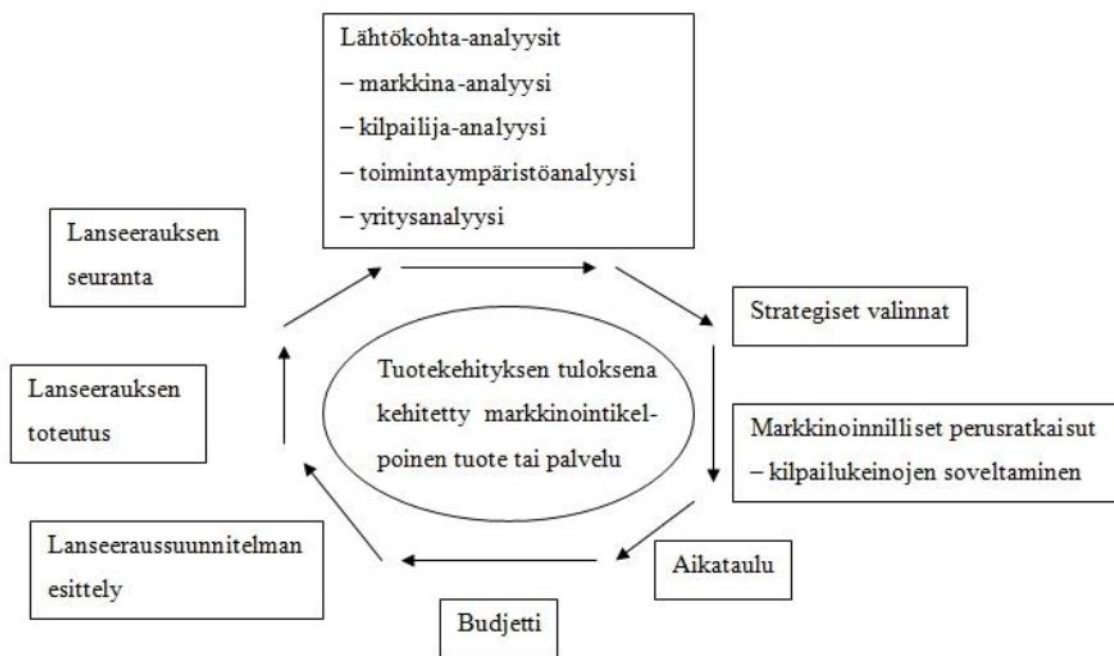 Lähtökohta-analyysit
– markkina-analyysi
– kilpailija-analyysi
– toimintaympäristöanalyysi
– yritysanalyysi
Strategiset valinnat
Markkinoinnilliset perusratkaisut
– kilpailukeinojen soveltaminen
Aikataulu
Budjetti
Lanseeraussuunnitelman
esittely
Lanseerauksen
toteutus
Lanseerauksen
seuranta
Tuotekehityksen tuloksena
kehitetty markkinointikel-
poinen tuote tai palvelu